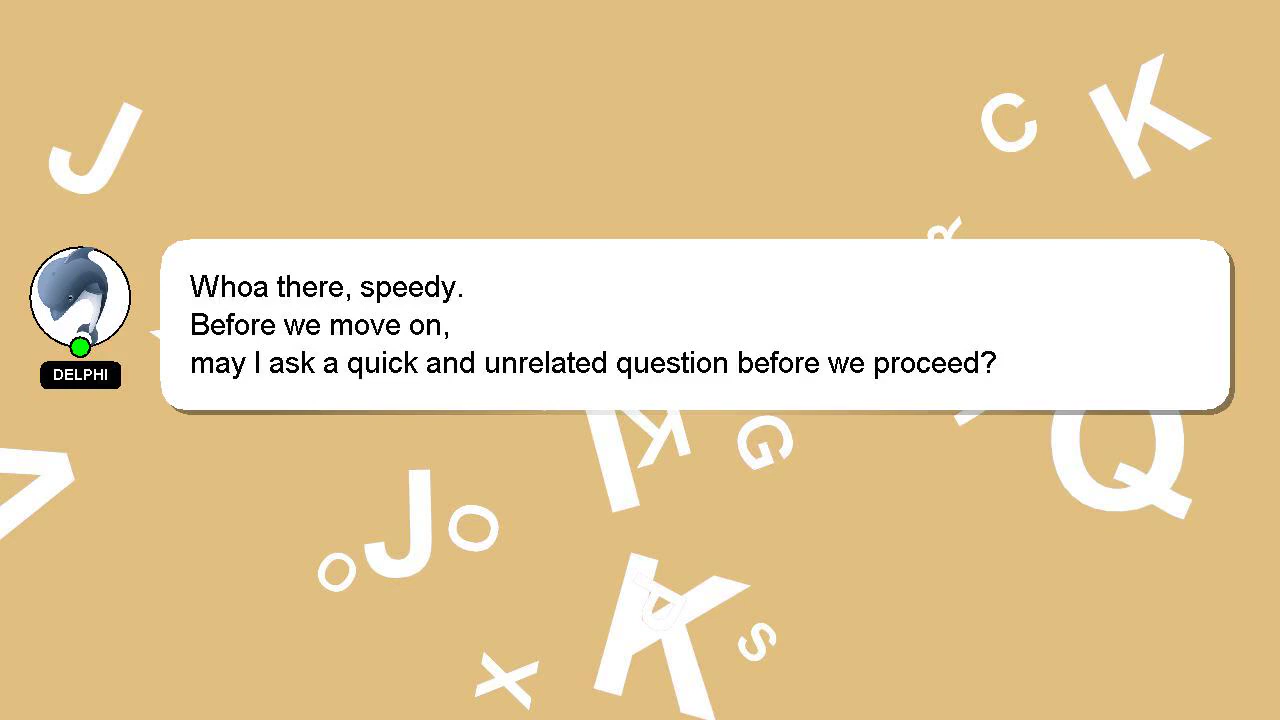 J
C
K
R
Whoa there, speedy.
Before we move on,
may I ask a quick and unrelated question before we proceed?
DELPHI
K
G
Q
J
O
O
K
P
S
X